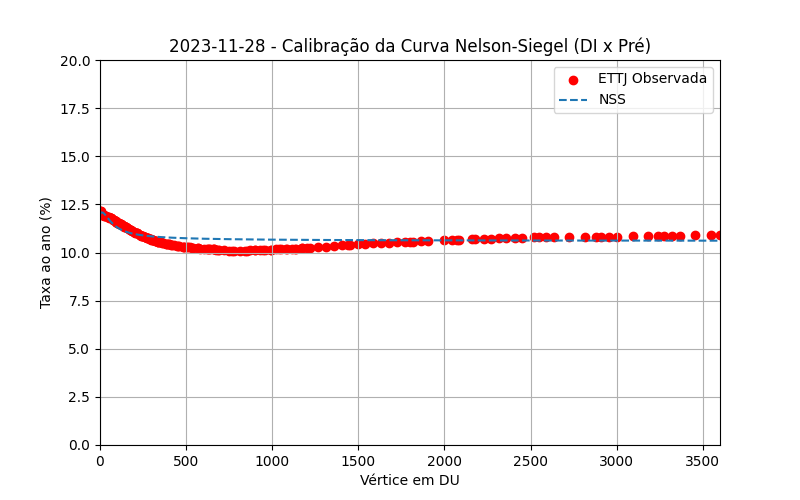 2023-11-28 - Calibração da Curva Nelson-Siegel (DI x Pré)
ETTJ Observada
NSS
Taxa ao ano (%)
20.0
17.5
15.0
12.5
10.0
7.5
5.0
2.5
0.0
0 500 1000 1500 2000 2500 3000 3500
Vértice em DU